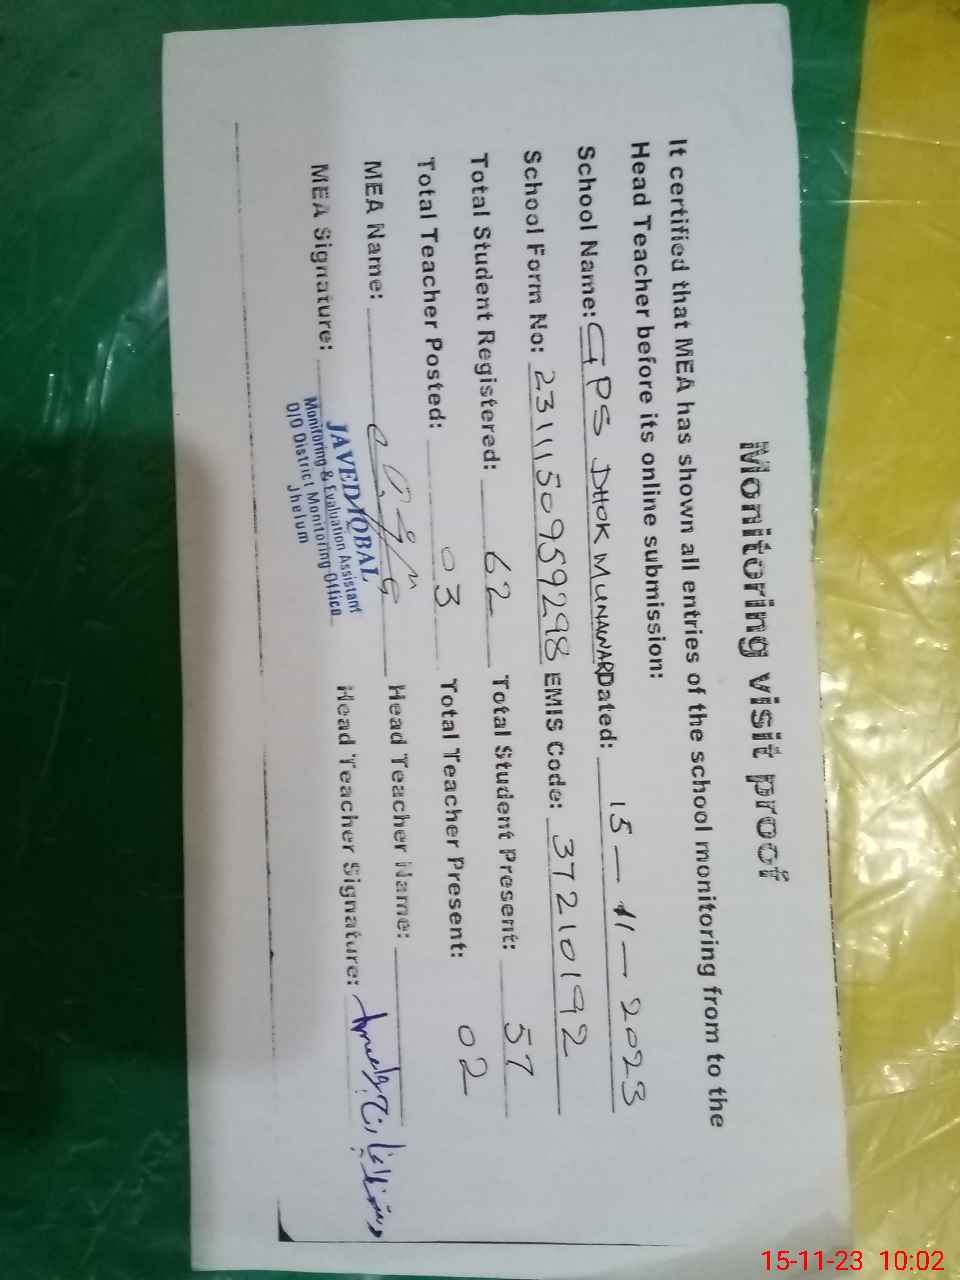 Monitoring visit proof
It certified that MEA has shown all entries of the school monitoring from to the
Head Teacher before its online submission:
School Name: GPS DHOK MUNAWAR Dated: 15-11-2023
School Form No: 231115095929298 EMIS Code: 37210192
Total Student Registered: 62 Total Student Present: 57
Total Teacher Posted: 03 Total Teacher Present: 02
MEA Name: Head Teacher Name:
MEA Signature: Head Teacher Signature:
JAVED IQBAL
Monitoring & Evaluation Assistant
O/O District Monitoring Office
Jhelum
15-11-23 10:02